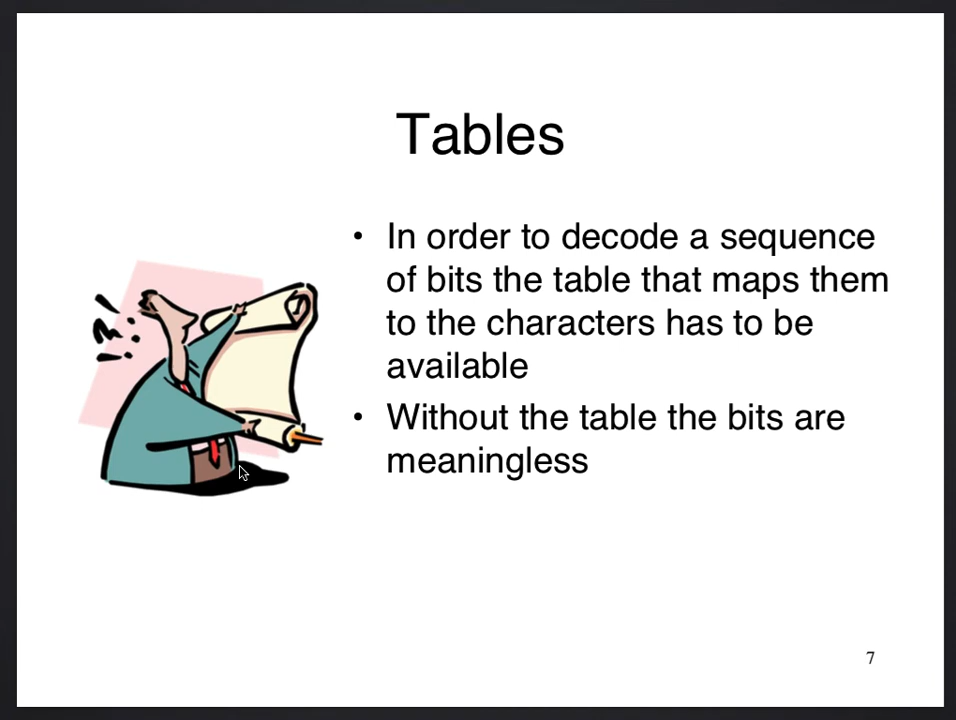 Tables
• In order to decode a sequence
of bits the table that maps them
to the characters has to be
available
• Without the table the bits are
meaningless
7